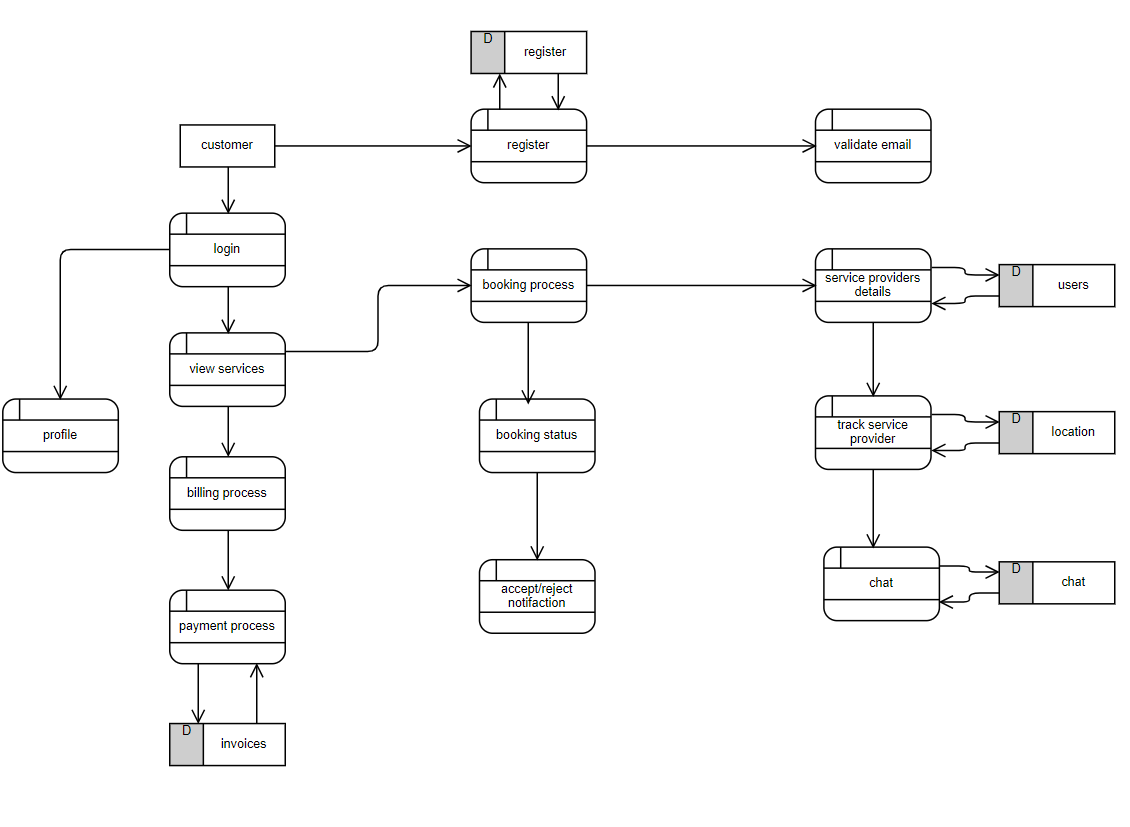 D
register
customer
register
validate email
login
booking process
service providers
details
D
users
view services
profile
booking status
track service
provider
D
location
billing process
accept/reject
notifaction
chat
D
chat
payment process
D
invoices